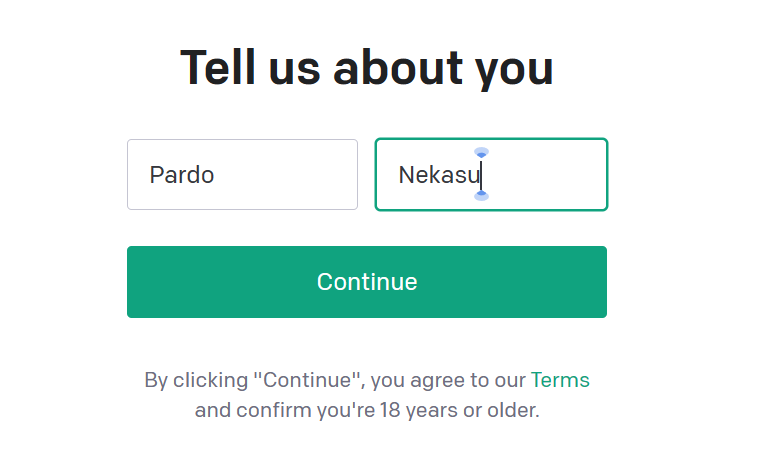 Tell us about you
Pardo
Nekasu
Continue
By clicking "Continue", you agree to our Terms
and confirm you're 18 years or older.